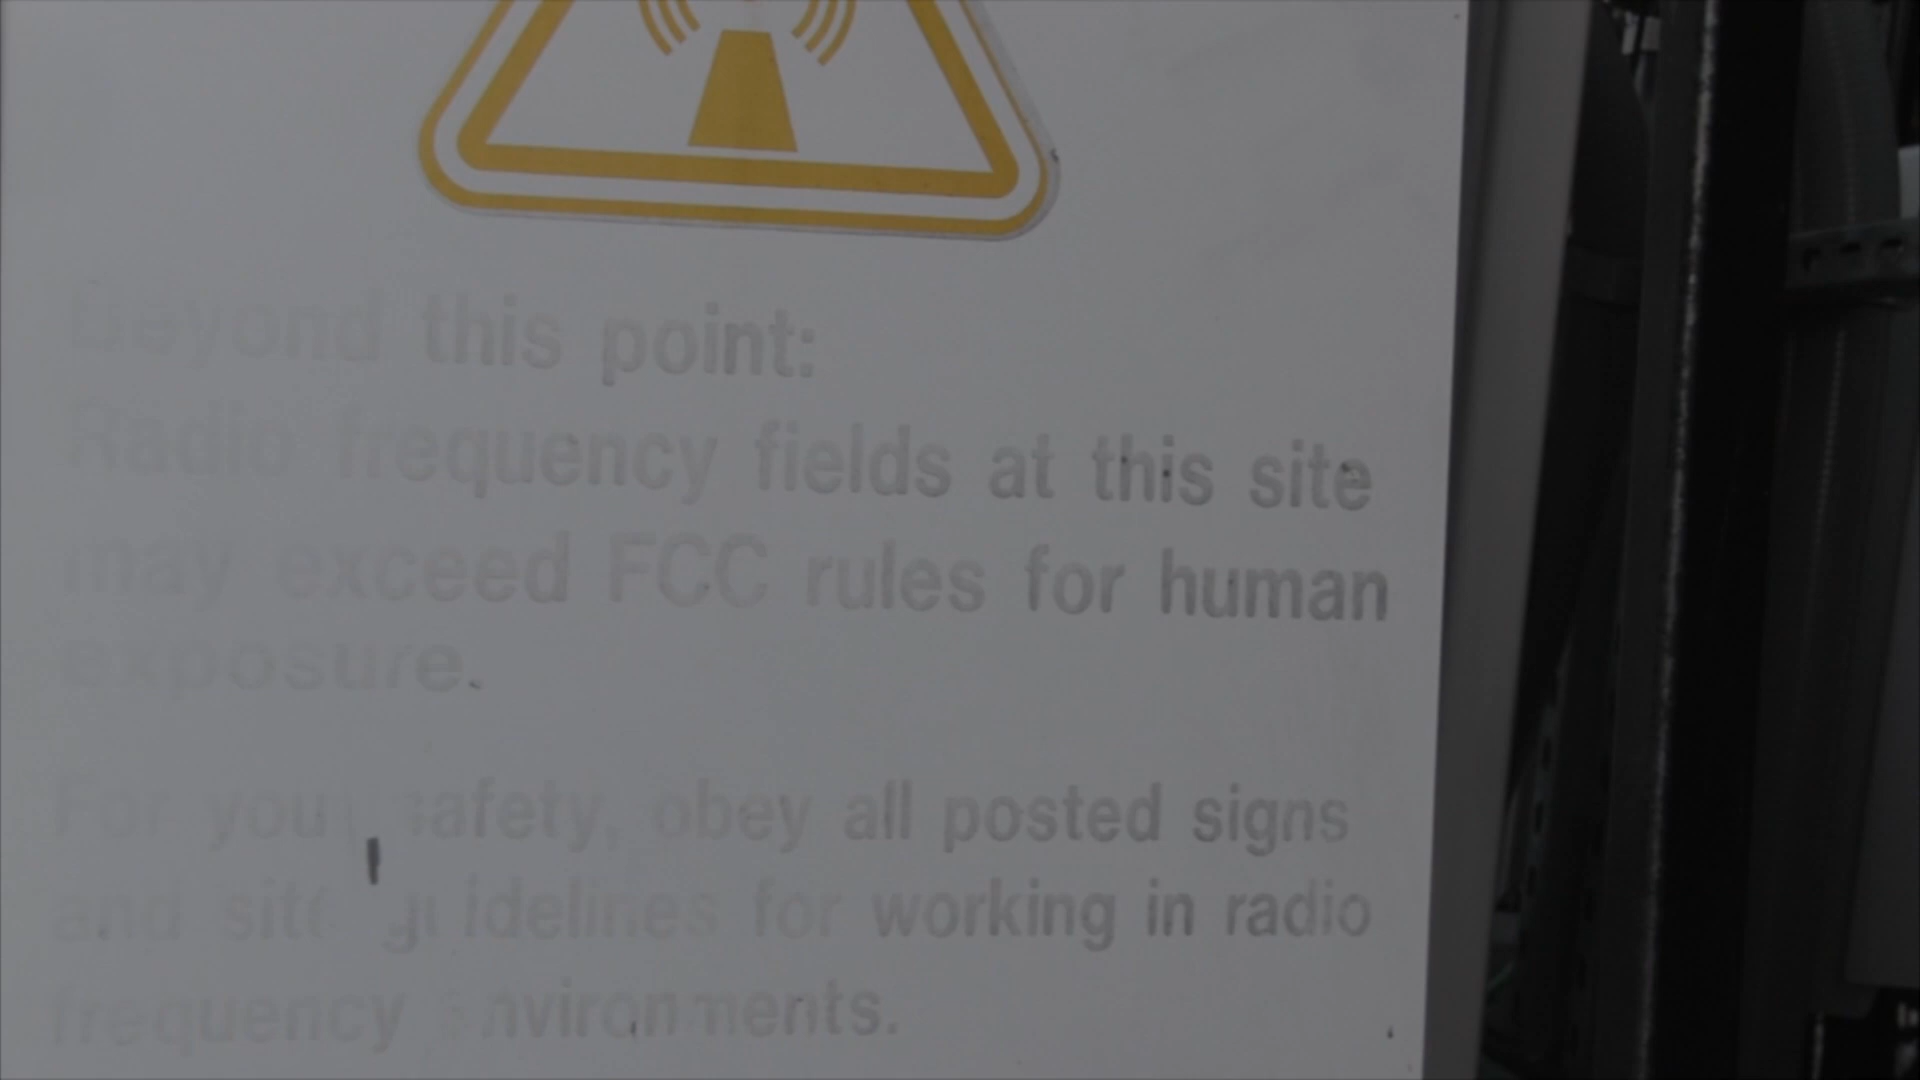 Beyond this point:
Radio frequency fields at this site
may exceed FCC rules for human
exposure.
For your safety, obey all posted signs
and site guidelines for working in radio
frequency environments.